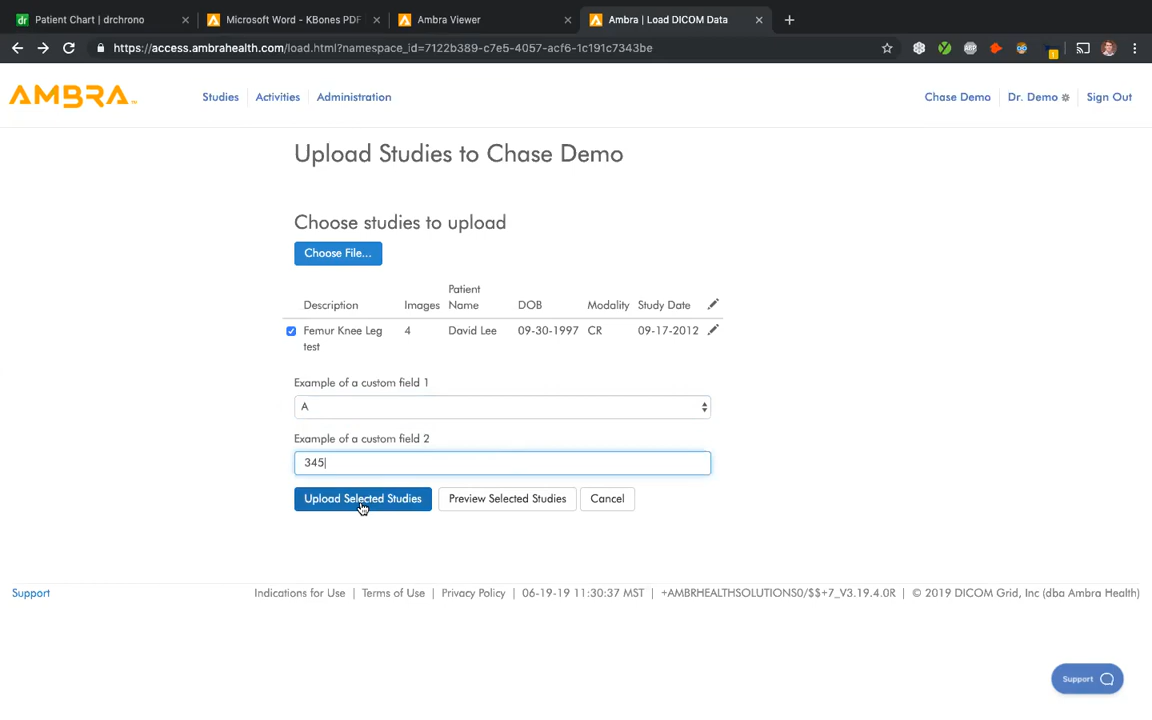 Patient Chart | drchrono
Microsoft Word - KBones PDF
Ambra Viewer
Ambra | Load DICOM Data
https://access.ambrahealth.com/load.html?namespace_id=7122b389-c7e5-4057-acf6-1c191c7343be
ABP
1
AMBRA™
Studies
Activities
Administration
Chase Demo
Dr. Demo
Sign Out
Upload Studies to Chase Demo
Choose studies to upload
Choose File...
Description Images Patient Name DOB Modality Study Date
Femur Knee Leg 4 David Lee 09-30-1997 CR 09-17-2012
test
Example of a custom field 1
A
Example of a custom field 2
345
Upload Selected Studies
Preview Selected Studies
Cancel
Support
Indications for Use | Terms of Use | Privacy Policy | 06-19-19 11:30:37 MST | +AMBRHEALTHSOLUTIONS0/$$+7_V3.19.4.0R | © 2019 DICOM Grid, Inc (dba Ambra Health)
Support